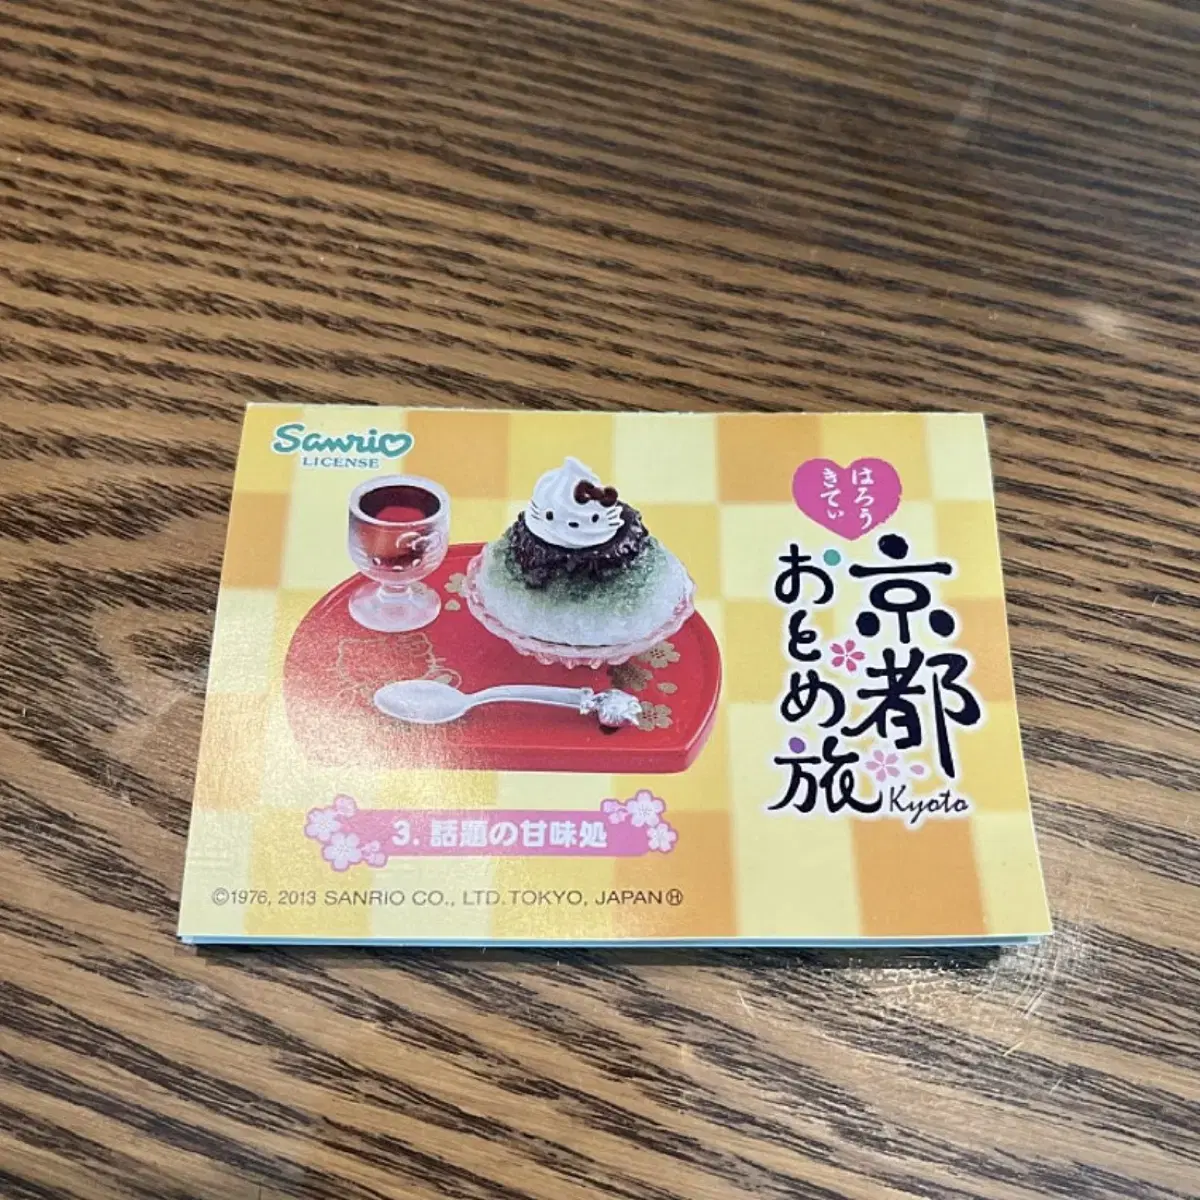 Sanrio
LICENSE
はろう
きてぃ
京都
おとめ旅
Kyoto
3. 話題の甘味処
©1976, 2013 SANRIO CO., LTD. TOKYO, JAPAN Ⓗ